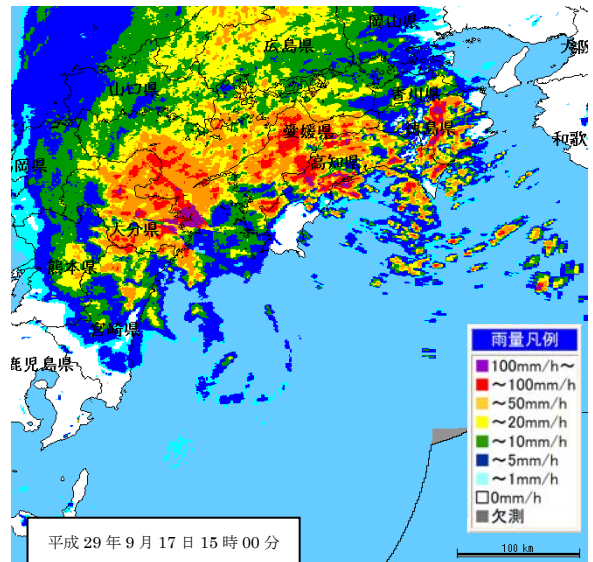 岡山県
広島県
大阪
山口県
香川県
愛媛県
徳島県
和歌
岡県
高知県
大分県
熊本県
宮崎県
鹿児島県
雨量凡例
100mm/h～
～100mm/h
～50mm/h
～20mm/h
～10mm/h
～5mm/h
～1mm/h
0mm/h
欠測
平成 29 年 9 月 17 日 15 時 00 分
100 km